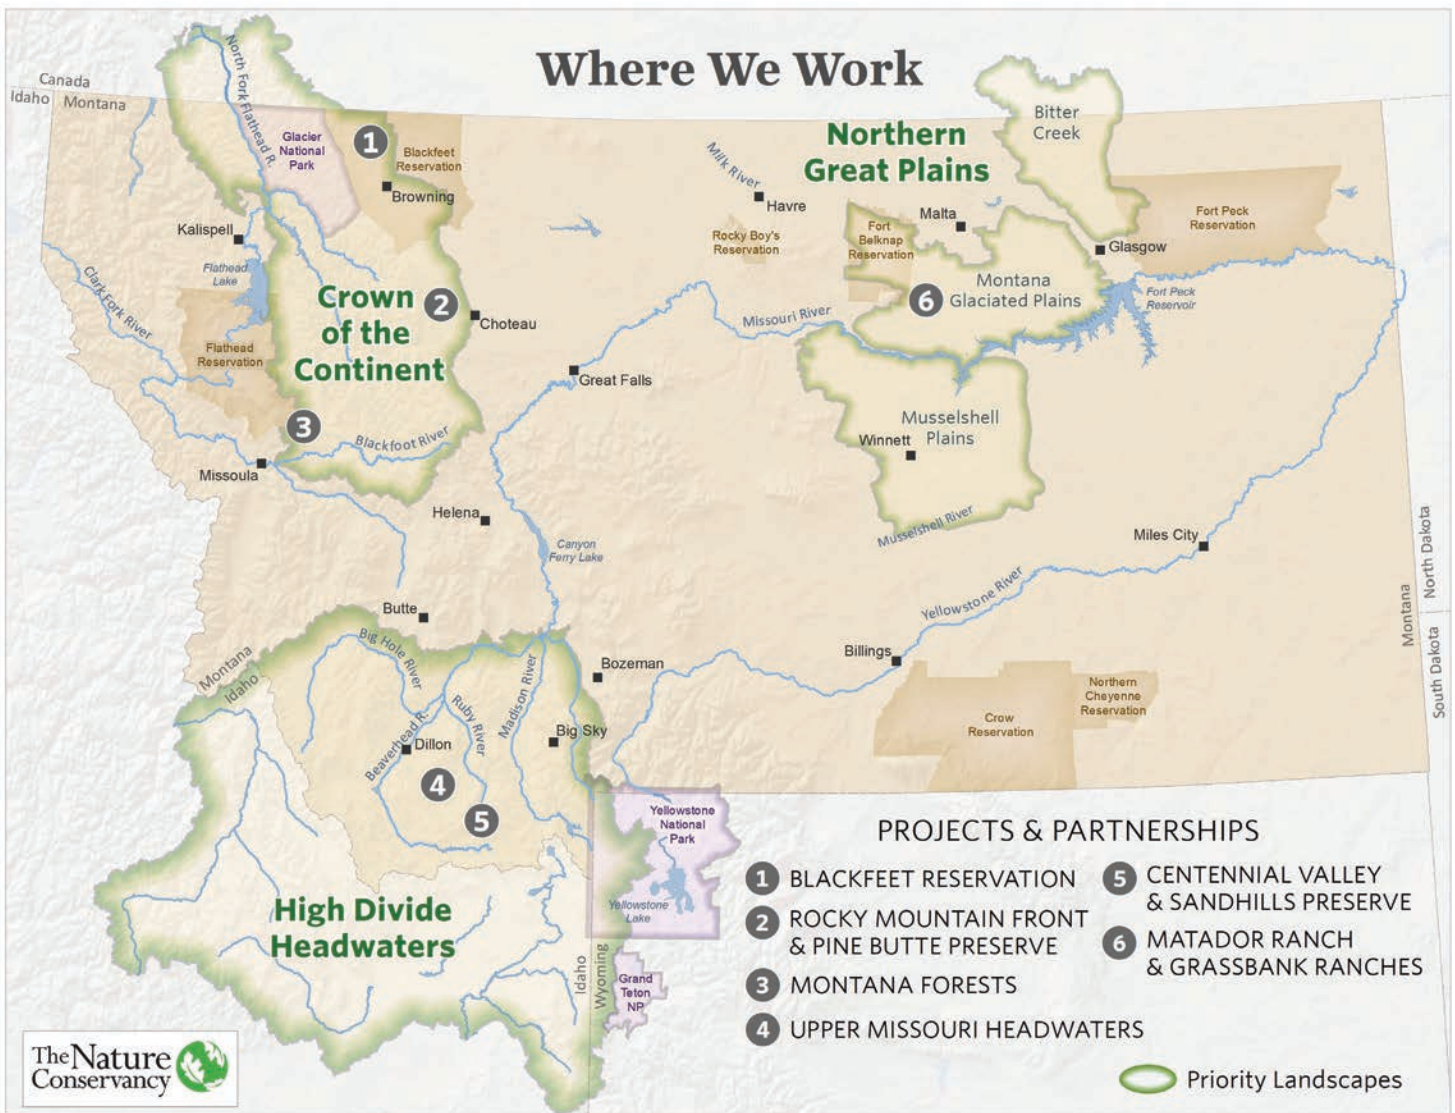 Where We Work
Canada
Idaho
Montana
North Fork Flathead R.
Glacier
National
Park
1
Blackfeet
Reservation
Browning
Kalispell
Flathead
Lake
Clark Fork River
Flathead
Reservation
Crown
of the
Continent
2
Choteau
3
Blackfoot River
Missoula
Great Falls
Helena
Canyon
Ferry Lake
Butte
Northern
Great Plains
Milk River
Havre
Rocky Boy's
Reservation
Bitter
Creek
Malta
Fort
Belknap
Reservation
Glasgow
Fort Peck
Reservation
6
Montana
Glaciated Plains
Fort Peck
Reservoir
Missouri River
Musselshell
Plains
Winnett
Musselshell River
Miles City
Yellowstone River
Billings
Crow
Reservation
Northern
Cheyenne
Reservation
Montana
North Dakota
South Dakota
Montana
Idaho
Big Hole River
Beaverhead R.
Ruby River
Madison River
Bozeman
Big Sky
Dillon
4
5
High Divide
Headwaters
Yellowstone
National
Park
Yellowstone
Lake
Idaho
Wyoming
Grand
Teton
NP
PROJECTS & PARTNERSHIPS
1 BLACKFEET RESERVATION
2 ROCKY MOUNTAIN FRONT
& PINE BUTTE PRESERVE
3 MONTANA FORESTS
4 UPPER MISSOURI HEADWATERS
5 CENTENNIAL VALLEY
& SANDHILLS PRESERVE
6 MATADOR RANCH
& GRASSBANK RANCHES
Priority Landscapes
The Nature
Conservancy